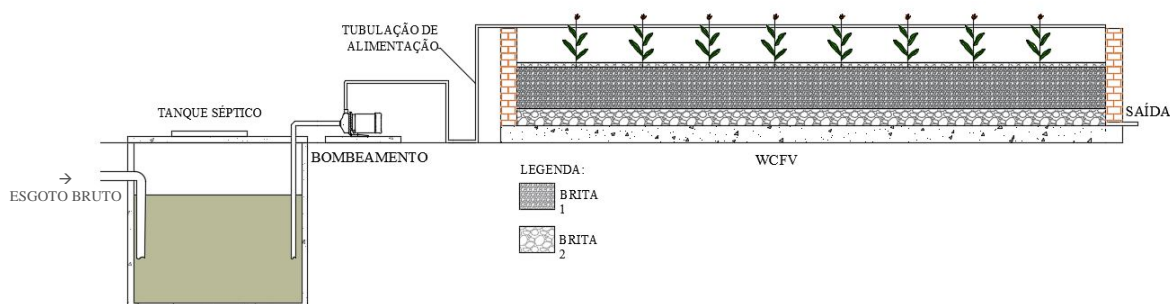 TUBULAÇÃO DE
ALIMENTAÇÃO
TANQUE SÉPTICO
SAÍDA
BOMBEAMENTO
WCFV
→
ESGOTO BRUTO
LEGENDA:
BRITA
1
BRITA
2